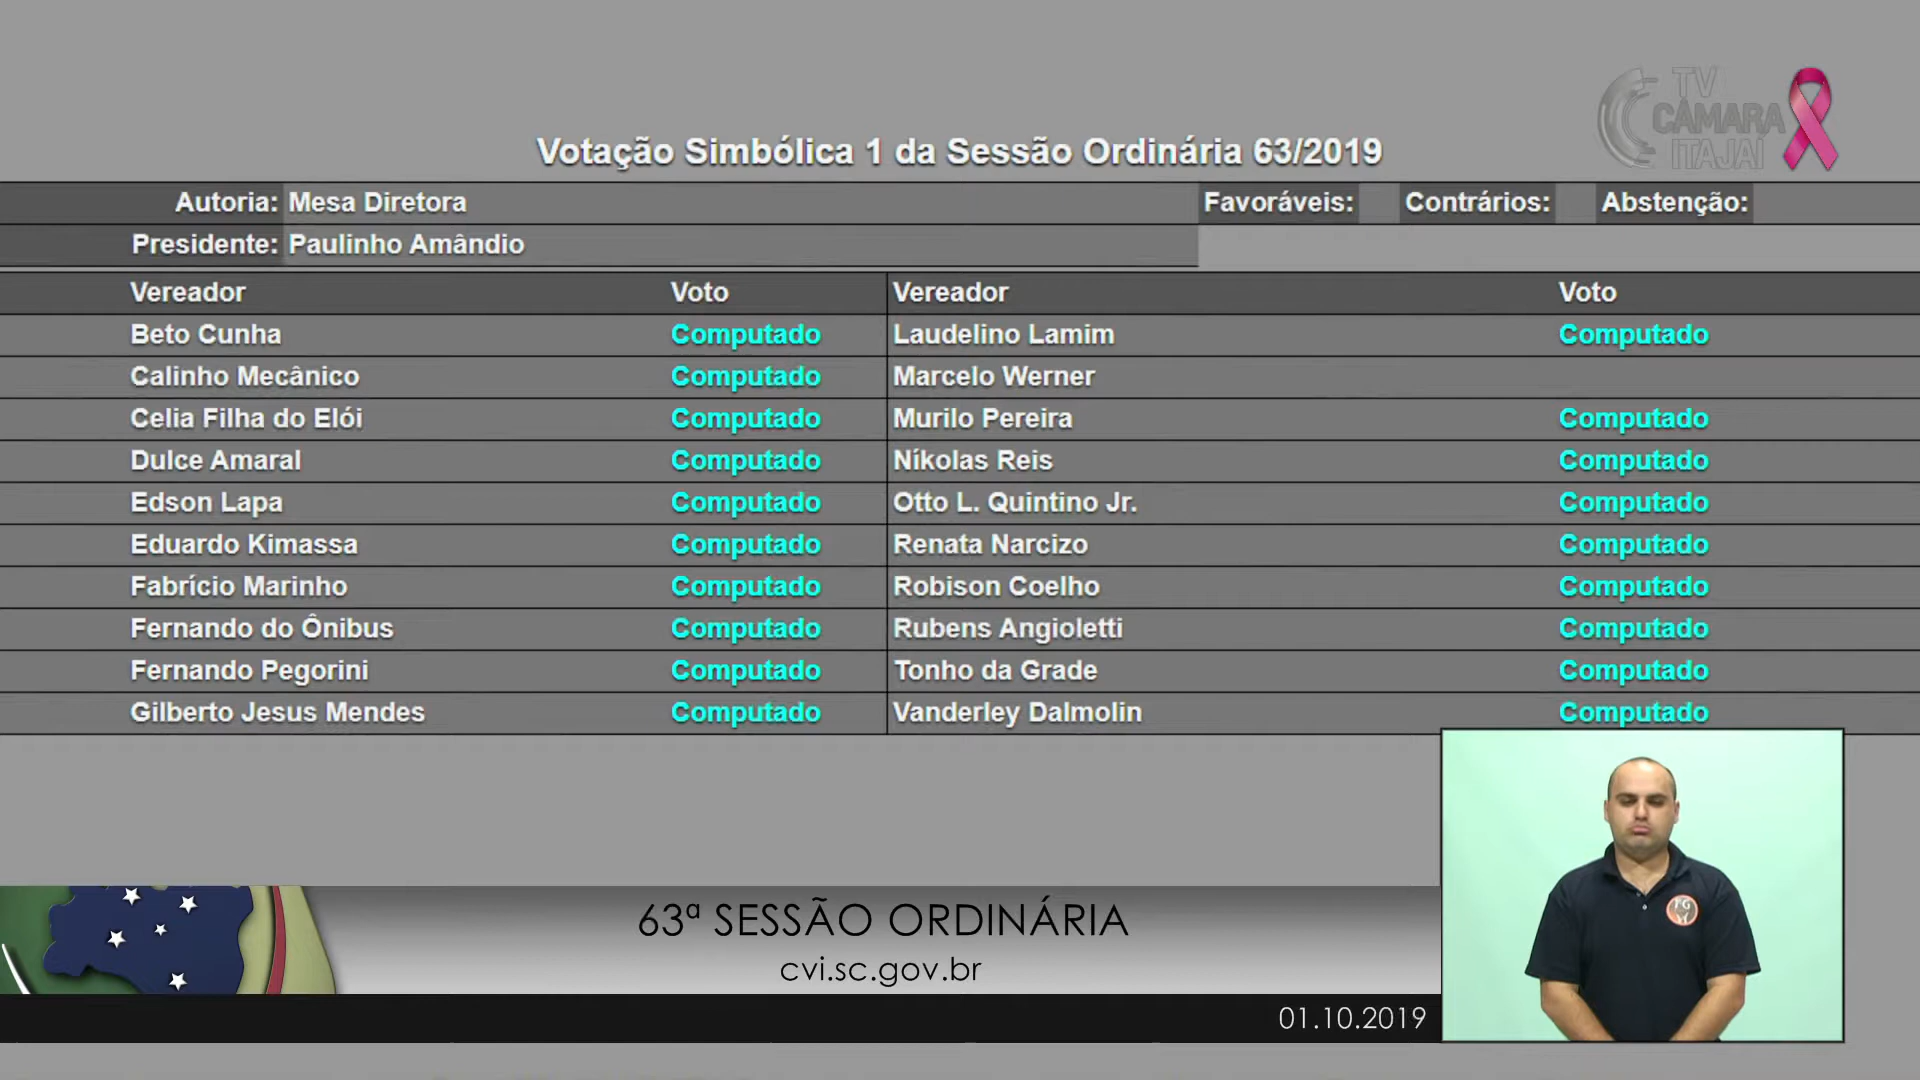 TV
CÂMARA
ITAJAÍ
Votação Simbólica 1 da Sessão Ordinária 63/2019
Autoria: Mesa Diretora Favoráveis: Contrários: Abstenção:
Presidente: Paulinho Amândio
Vereador Voto Vereador Voto
Beto Cunha Computado Laudelino Lamim Computado
Calinho Mecânico Computado Marcelo Werner
Celia Filha do Elói Computado Murilo Pereira Computado
Dulce Amaral Computado Níkolas Reis Computado
Edson Lapa Computado Otto L. Quintino Jr. Computado
Eduardo Kimassa Computado Renata Narcizo Computado
Fabrício Marinho Computado Robison Coelho Computado
Fernando do Ônibus Computado Rubens Angioletti Computado
Fernando Pegorini Computado Tonho da Grade Computado
Gilberto Jesus Mendes Computado Vanderley Dalmolin Computado
63ª SESSÃO ORDINÁRIA
cvi.sc.gov.br
01.10.2019